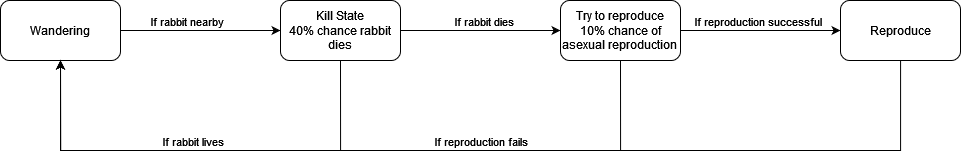 Wandering
If rabbit nearby
Kill State
40% chance rabbit
dies
If rabbit dies
Try to reproduce
10% chance of
asexual reproduction
If reproduction successful
Reproduce
If rabbit lives
If reproduction fails